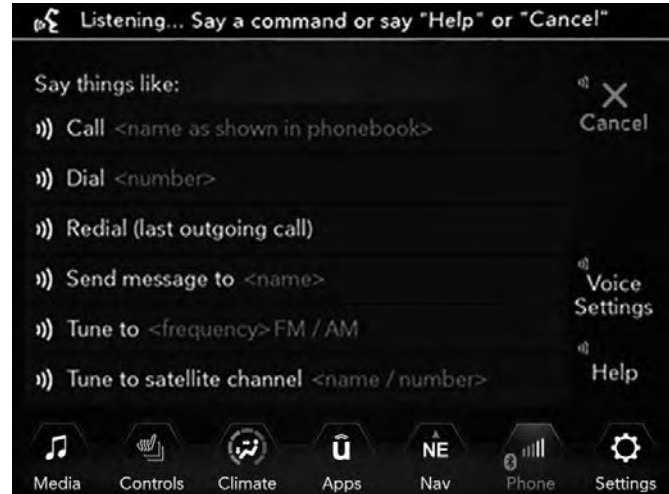 Listening... Say a command or say "Help" or "Cancel"
Say things like:
Call <name as shown in phonebook>
Cancel
Dial <number>
Redial (last outgoing call)
Send message to <name>
Voice
Settings
Tune to <frequency> FM / AM
Tune to satellite channel <name / number>
Help
û NE
Media Controls Climate Apps Nav Phone Settings